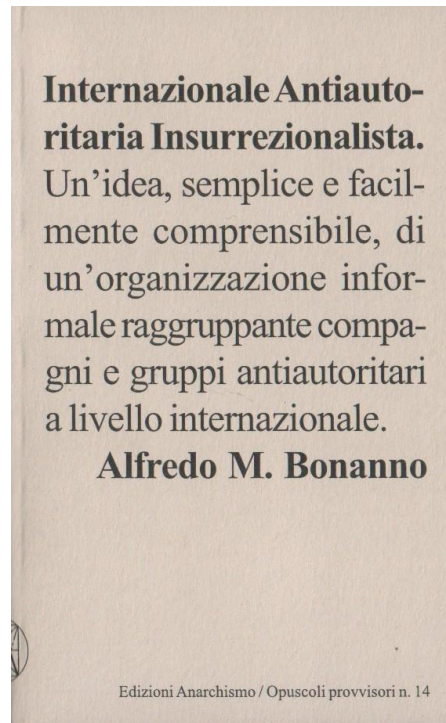 Internazionale Antiauto-
ritaria Insurrezionalista.
Un'idea, semplice e facil-
mente comprensibile, di
un'organizzazione infor-
male raggruppante compa-
gni e gruppi antiautoritari
a livello internazionale.
Alfredo M. Bonanno
Edizioni Anarchismo / Opuscoli provvisori n. 14